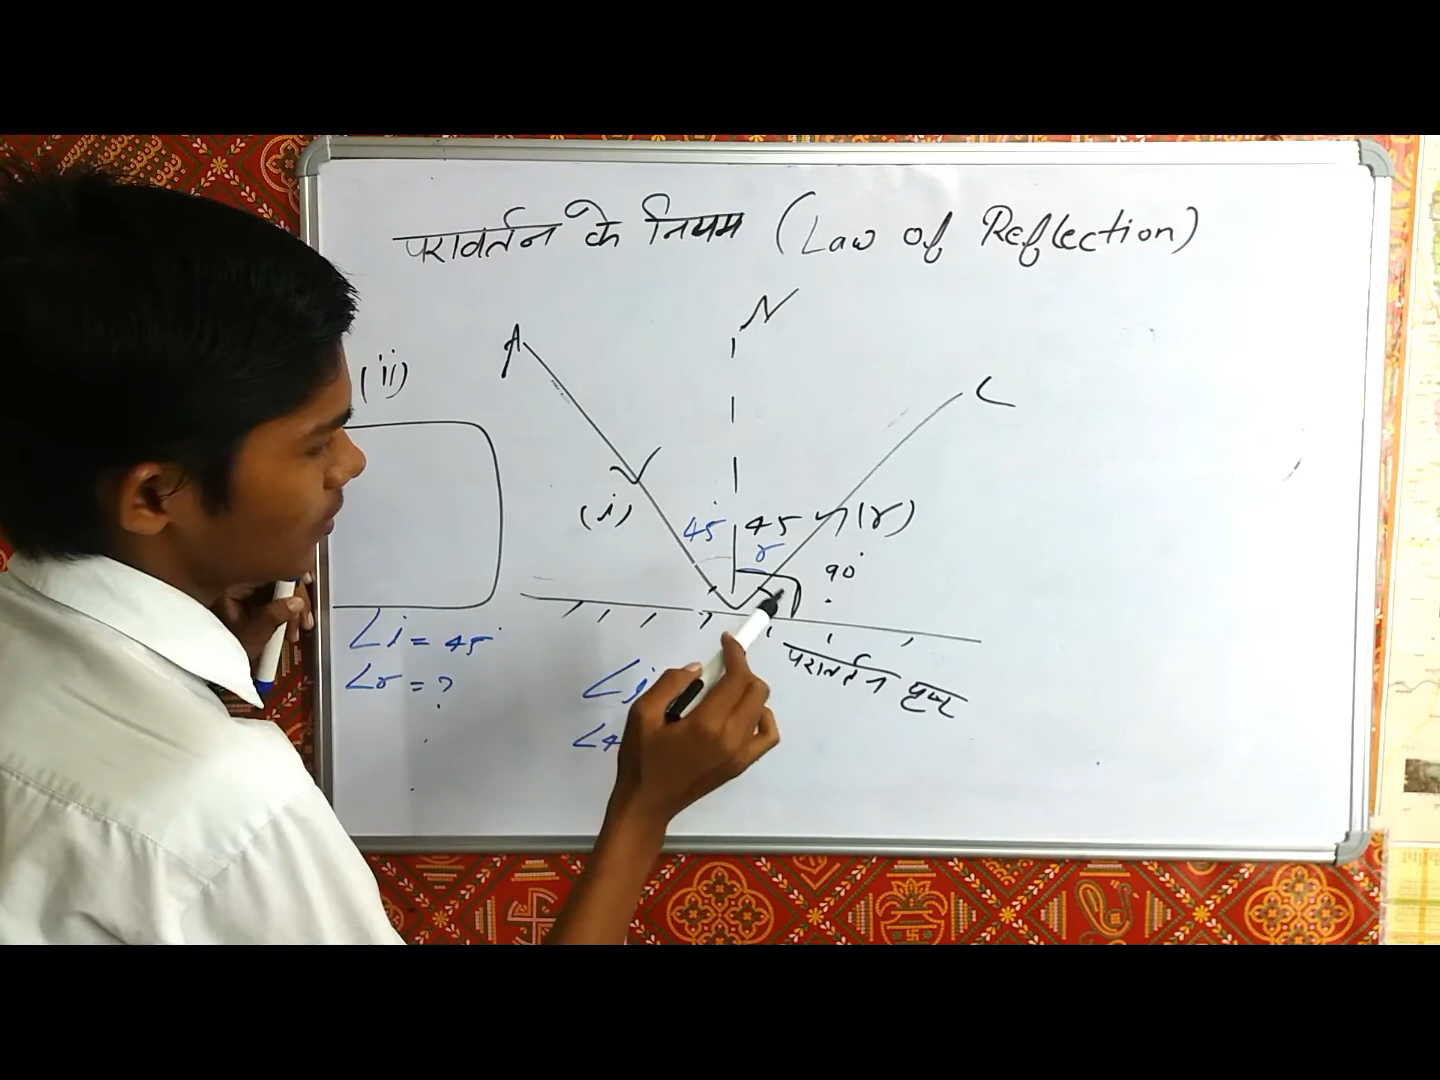 परावर्तन के नियम (Law of Reflection)
N
A
C
(ii)
(i)
45
45
(r)
r
90°
∠i = 45°
∠r = ?
परावर्तन पृष्ठ
∠i